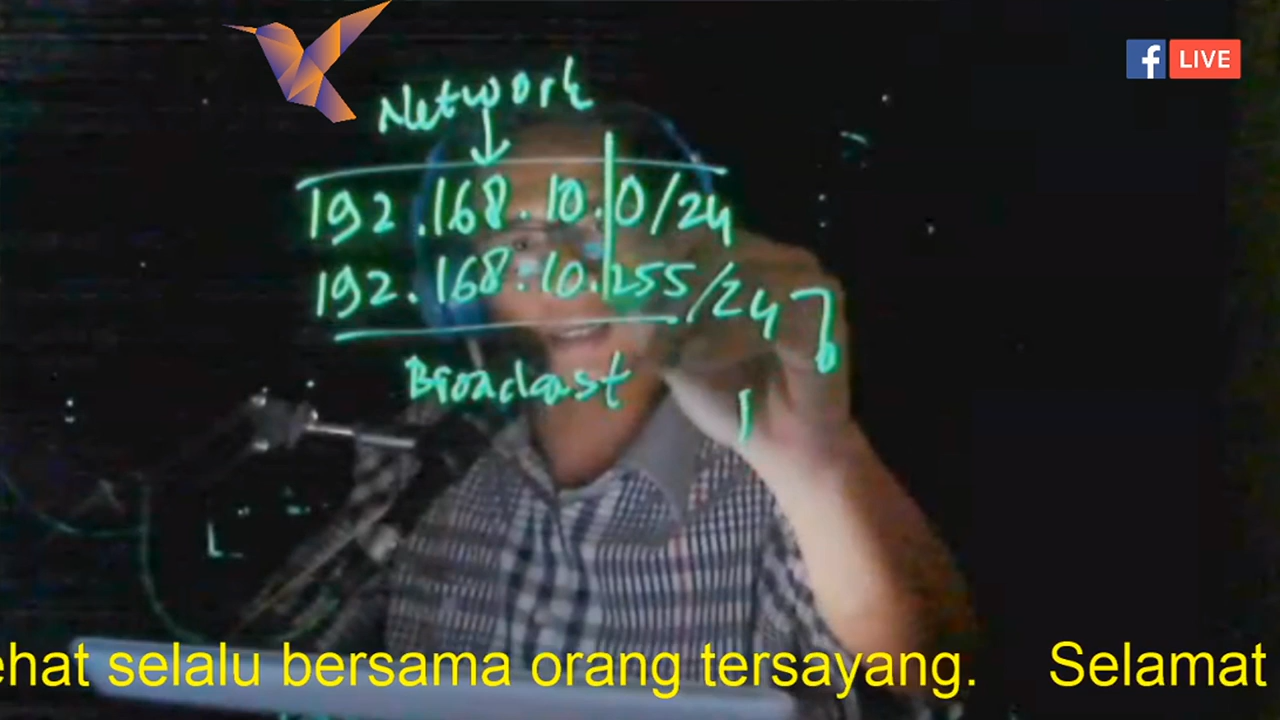 LIVE
Network
192.168.10.0/24
192.168.10.255/24
Broadcast
ehat selalu bersama orang tersayang. Selamat